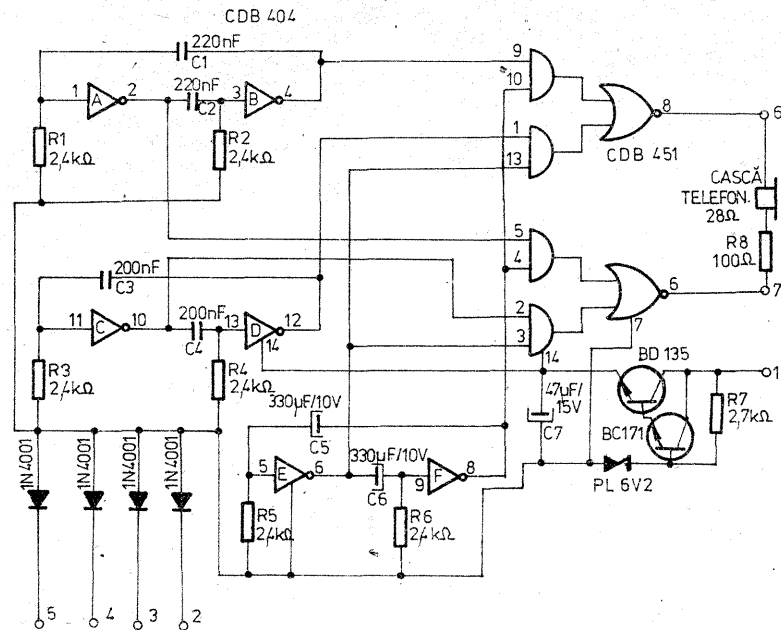 CDB 404
220nF
C1
220nF
C2
1
A
2
3
B
4
R1
2,4kΩ
R2
2,4kΩ
9
10
1
13
8
CDB 451
6
CASCĂ
TELEFON.
28Ω
R8
100Ω
7
5
4
2
3
6
7
14
200nF
C3
200nF
C4
11
C
10
13
D
12
14
R3
2,4kΩ
R4
2,4kΩ
BD 135
1
BC171
R7
2,7kΩ
PL 6V2
47µF/
15V
C7
330µF/10V
C5
330µF/10V
C6
5
E
6
9
F
8
R5
2,4kΩ
R6
2,4kΩ
1N4001
1N4001
1N4001
1N4001
5
4
3
2